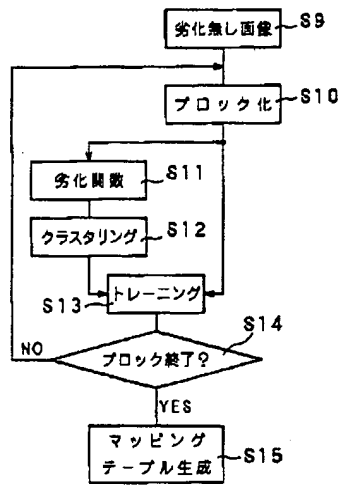 劣化無し画像
S9
ブロック化
S10
劣化関数
S11
クラスタリング
S12
トレーニング
S13
ブロック終了?
S14
NO
YES
マッピング
テーブル生成
S15